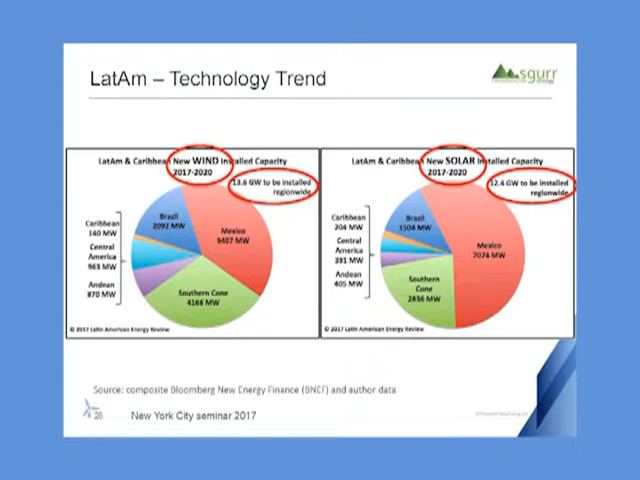 LatAm – Technology Trend
sgurr
energy
LatAm & Caribbean New WIND Installed Capacity
2017-2020
13.6 GW to be installed
regionwide
Caribbean
140 MW
Central
America
963 MW
Andean
870 MW
Brazil
2092 MW
Mexico
5407 MW
Southern Cone
4166 MW
© 2017 Latin American Energy Review
LatAm & Caribbean New SOLAR Installed Capacity
2017-2020
12.4 GW to be installed
regionwide
Caribbean
204 MW
Central
America
391 MW
Andean
405 MW
Brazil
1504 MW
Mexico
7074 MW
Southern
Cone
2836 MW
© 2017 Latin American Energy Review
Source: composite Bloomberg New Energy Finance (BNEF) and author data
20
New York City seminar 2017